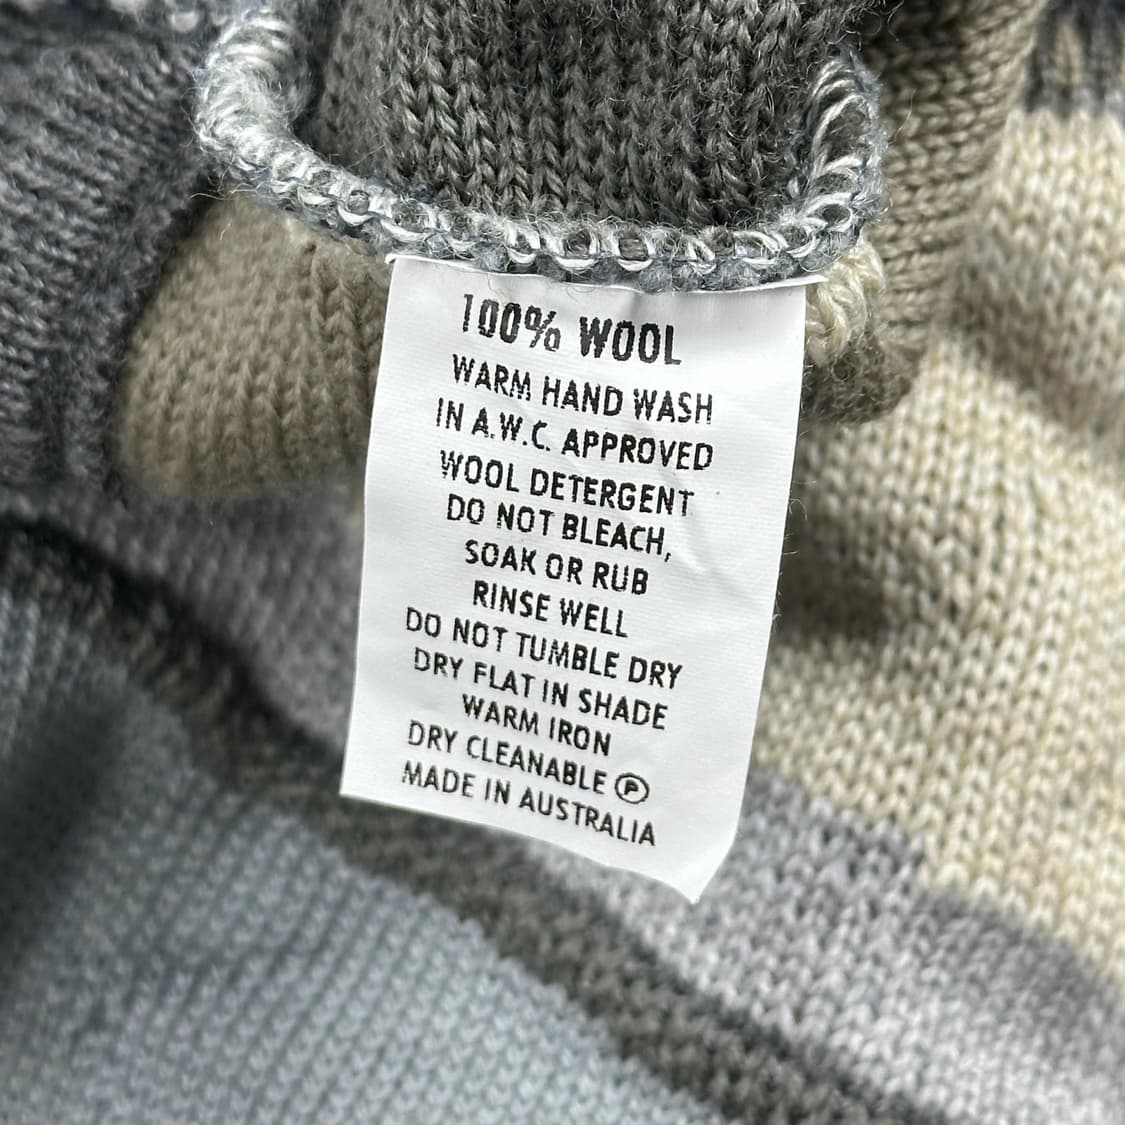 100% WOOL
WARM HAND WASH
IN A.W.C. APPROVED
WOOL DETERGENT
DO NOT BLEACH,
SOAK OR RUB
RINSE WELL
DO NOT TUMBLE DRY
DRY FLAT IN SHADE
WARM IRON
DRY CLEANABLE Ⓟ
MADE IN AUSTRALIA